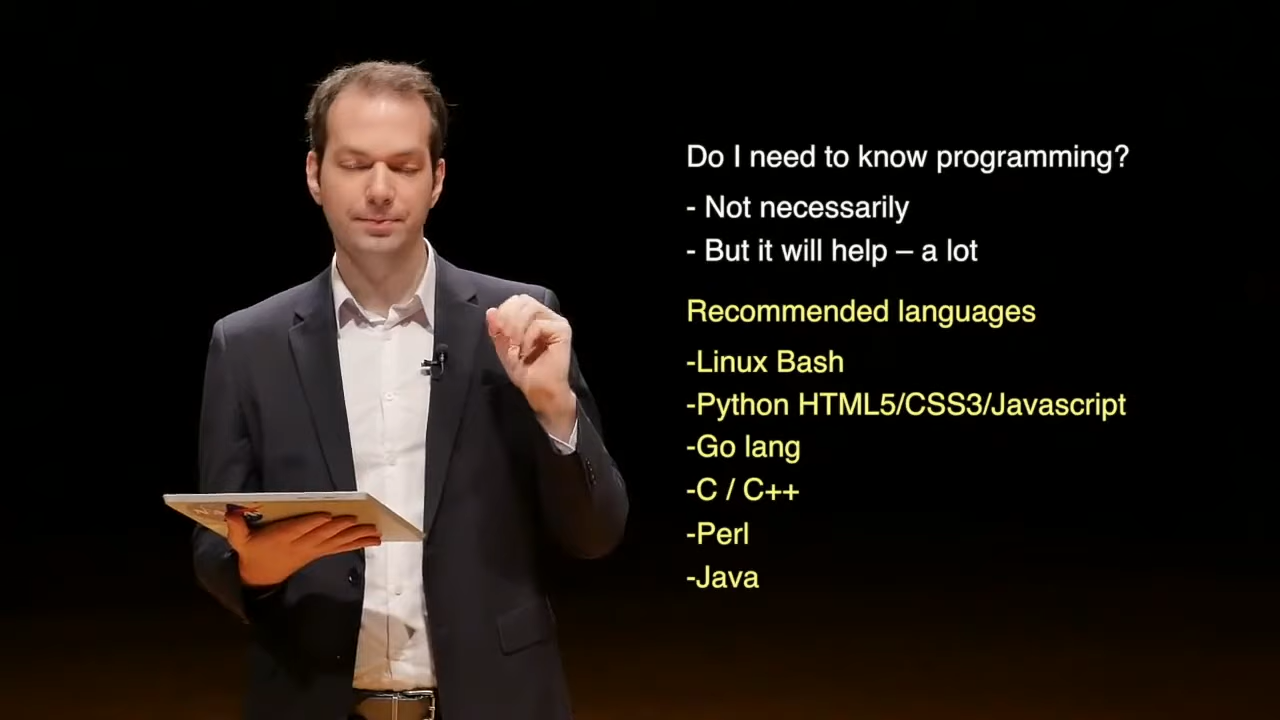 Do I need to know programming?
- Not necessarily
- But it will help – a lot
Recommended languages
-Linux Bash
-Python HTML5/CSS3/Javascript
-Go lang
-C / C++
-Perl
-Java